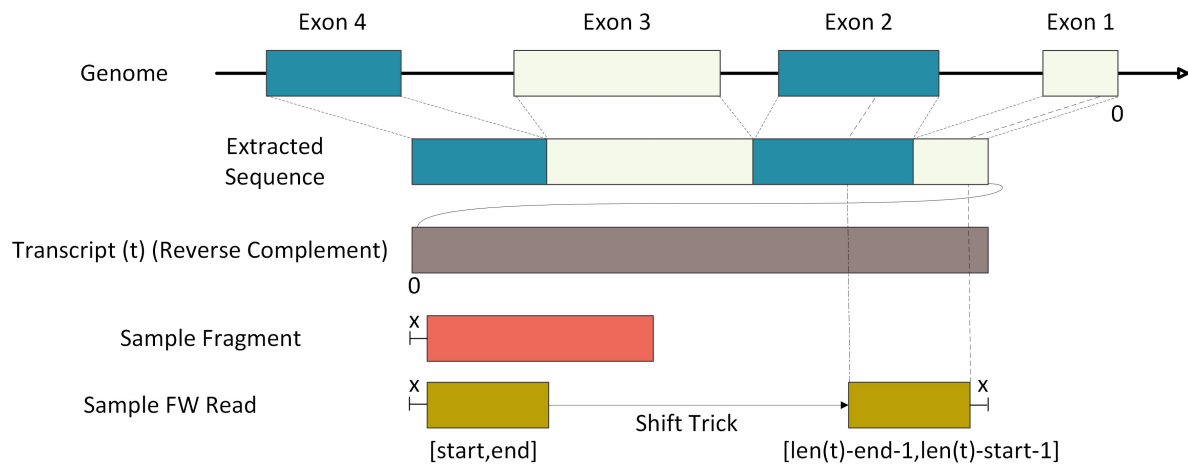 Exon 4 Exon 3 Exon 2 Exon 1
Genome
0
Extracted
Sequence
Transcript (t) (Reverse Complement)
0
x
Sample Fragment
x x
Sample FW Read
Shift Trick
[start,end] [len(t)-end-1,len(t)-start-1]